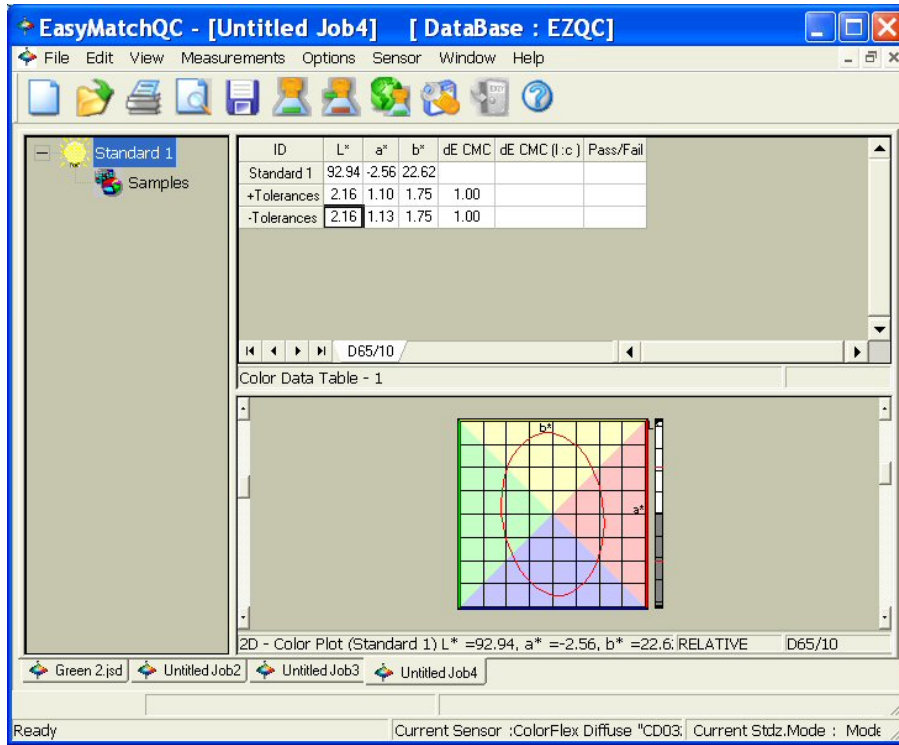 EasyMatchQC - [Untitled Job4] [ DataBase : EZQC]
File Edit View Measurements Options Sensor Window Help
EXIT
Standard 1
Samples
ID L* a* b* dE CMC dE CMC (l :c ) Pass/Fail
Standard 1 92.94 -2.56 22.62
+Tolerances 2.16 1.10 1.75 1.00
-Tolerances 2.16 1.13 1.75 1.00
D65/10
Color Data Table - 1
b*
a*
2D - Color Plot (Standard 1) L* =92.94, a* =-2.56, b* =22.6 RELATIVE D65/10
Green 2.jsd Untitled Job2 Untitled Job3 Untitled Job4
Ready Current Sensor :ColorFlex Diffuse "CD03 Current Stdz.Mode : Mode